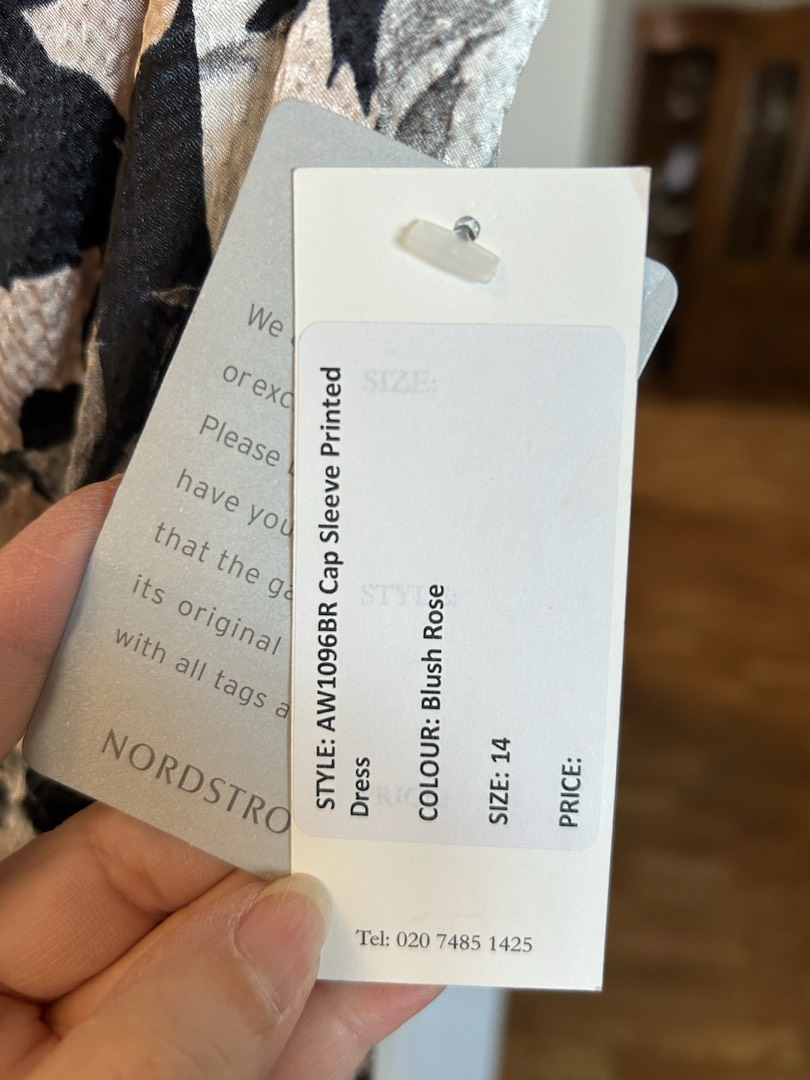 We
or exc
Please
have you
that the ga
its original
with all tags a
NORDSTRO
SIZE:
STYLE:
STYLE: AW1096BR Cap Sleeve Printed
Dress
COLOUR: Blush Rose
SIZE: 14
PRICE:
Tel: 020 7485 1425